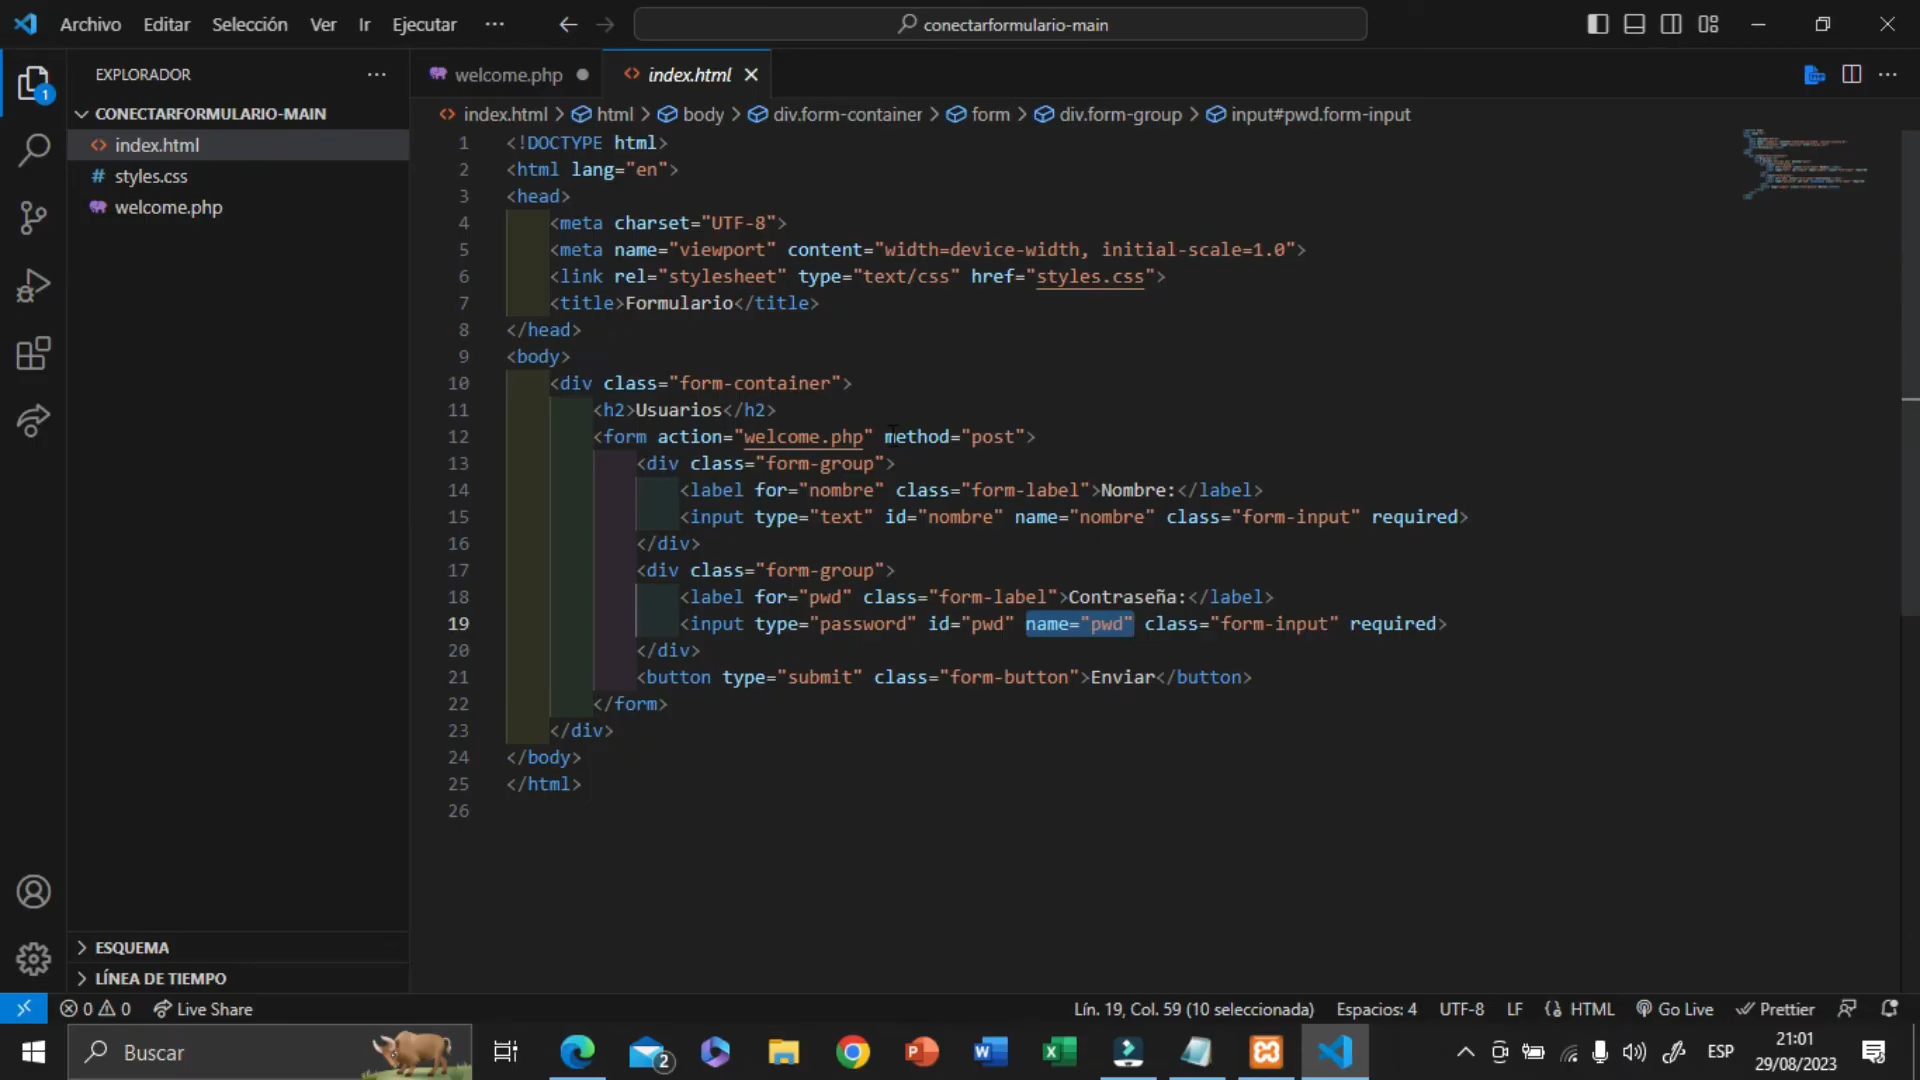 Archivo Editar Selección Ver Ir Ejecutar ··· conectarformulario-main
EXPLORADOR ···
welcome.php index.html
CONECTARFORMULARIO-MAIN
index.html
styles.css
welcome.php
index.html > html > body > div.form-container > form > div.form-group > input#pwd.form-input
1 <!DOCTYPE html>
2 <html lang="en">
3 <head>
4 <meta charset="UTF-8">
5 <meta name="viewport" content="width=device-width, initial-scale=1.0">
6 <link rel="stylesheet" type="text/css" href="styles.css">
7 <title>Formulario</title>
8 </head>
9 <body>
10 <div class="form-container">
11 <h2>Usuarios</h2>
12 <form action="welcome.php" method="post">
13 <div class="form-group">
14 <label for="nombre" class="form-label">Nombre:</label>
15 <input type="text" id="nombre" name="nombre" class="form-input" required>
16 </div>
17 <div class="form-group">
18 <label for="pwd" class="form-label">Contraseña:</label>
19 <input type="password" id="pwd" name="pwd" class="form-input" required>
20 </div>
21 <button type="submit" class="form-button">Enviar</button>
22 </form>
23 </div>
24 </body>
25 </html>
26
1
ESQUEMA
LÍNEA DE TIEMPO
0 0 Live Share Lín. 19, Col. 59 (10 seleccionada) Espacios: 4 UTF-8 LF HTML Go Live Prettier
Buscar 2 ESP 21:01
29/08/2023